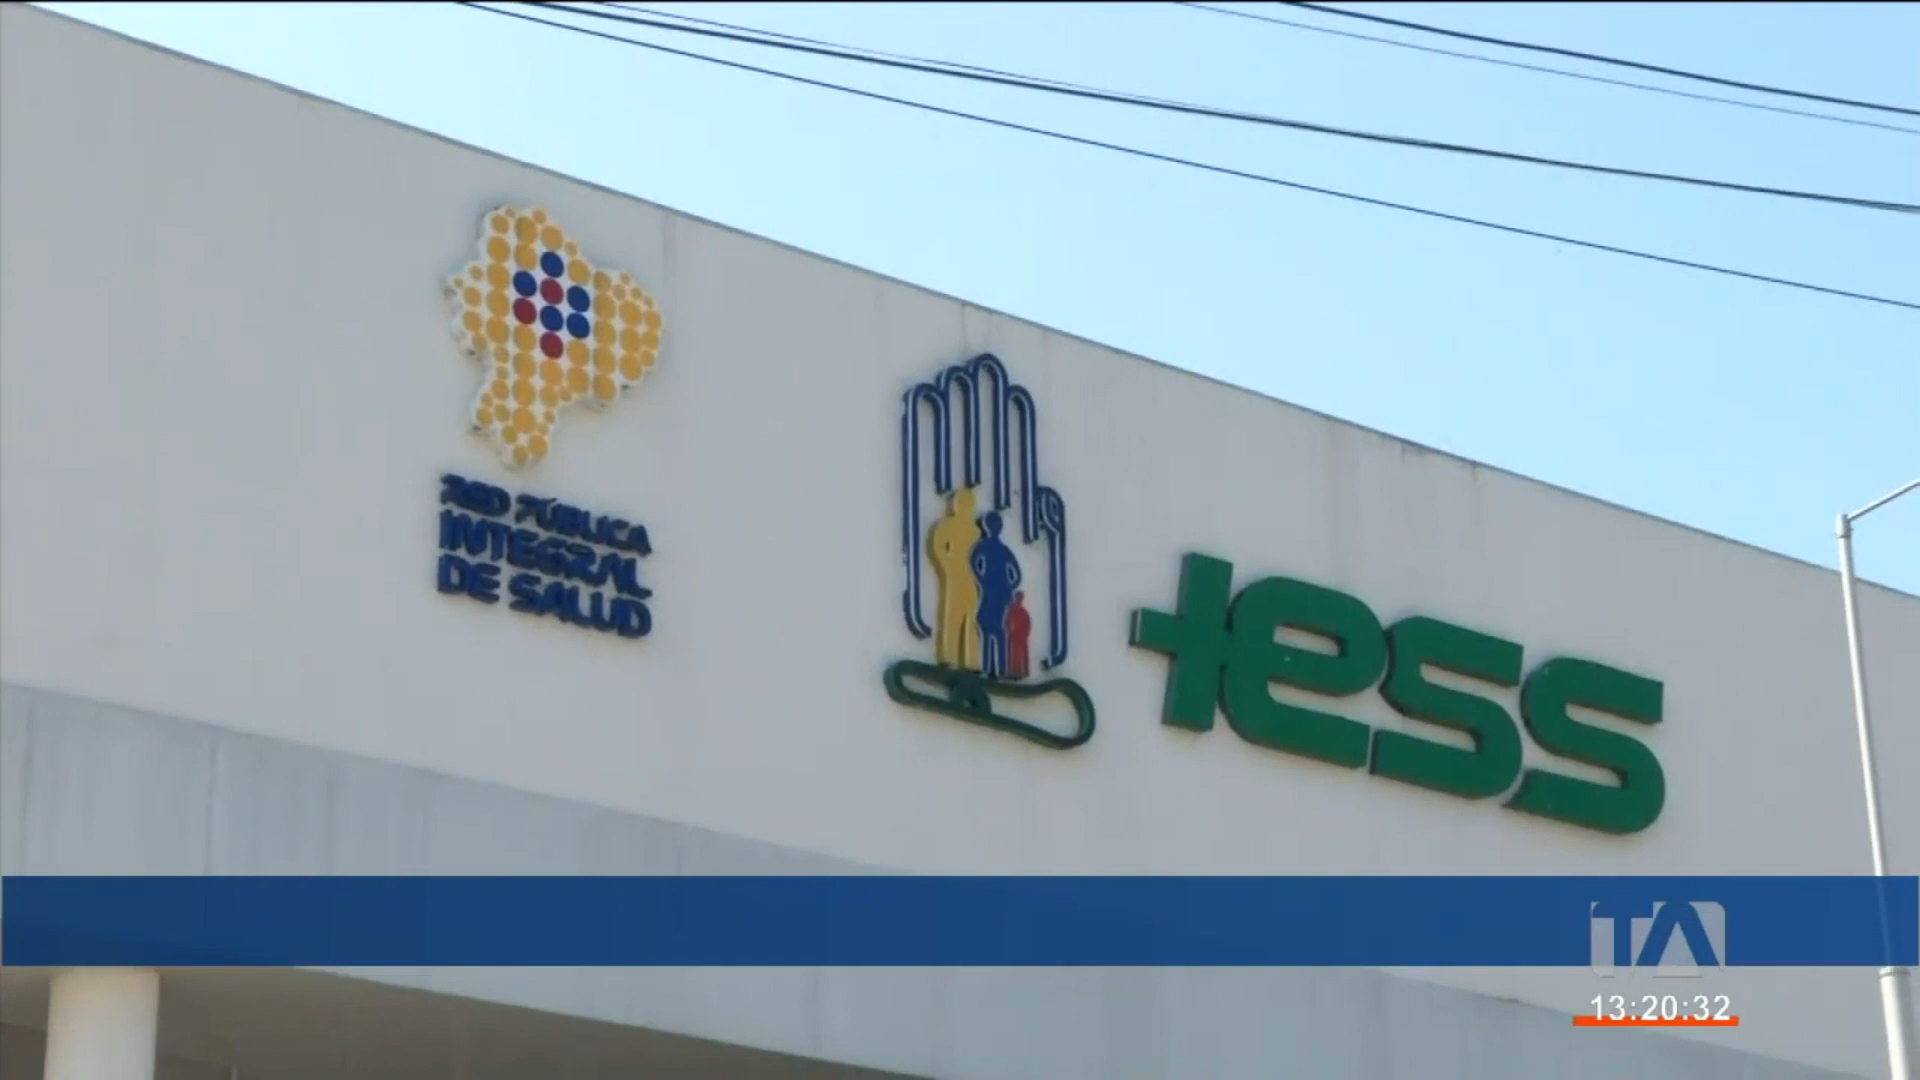 RED PÚBLICA
INTEGRAL
DE SALUD
IESS
TA
13:20:32